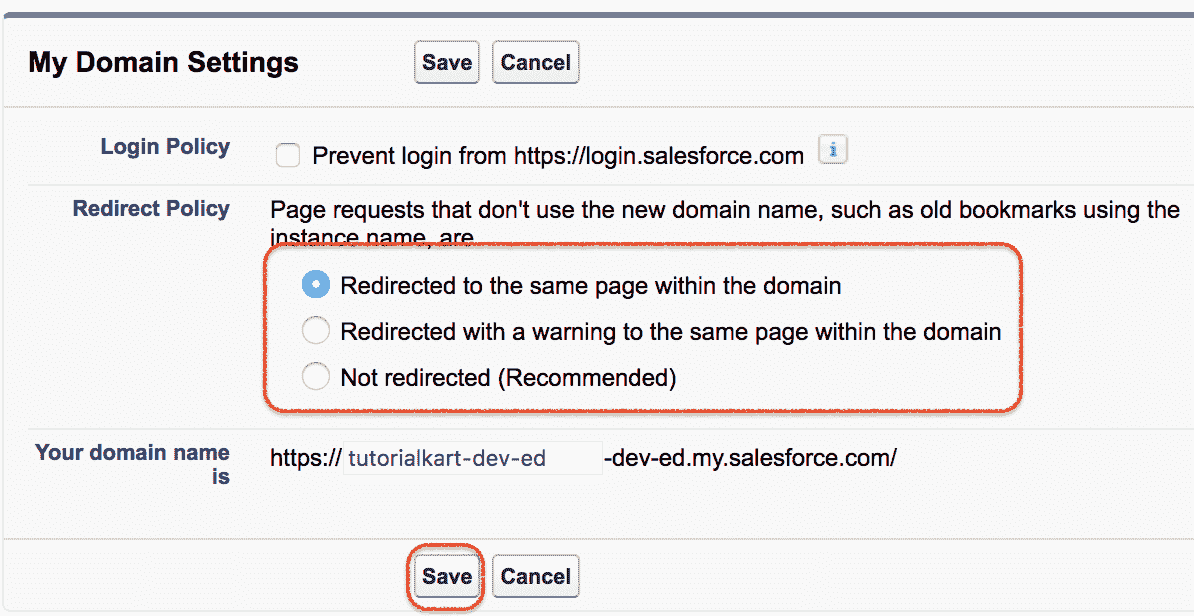 My Domain Settings Save Cancel
Login Policy Prevent login from https://login.salesforce.com i
Redirect Policy Page requests that don't use the new domain name, such as old bookmarks using the
instance name, are
Redirected to the same page within the domain
Redirected with a warning to the same page within the domain
Not redirected (Recommended)
Your domain name https:// tutorialkart-dev-ed -dev-ed.my.salesforce.com/
is
Save Cancel